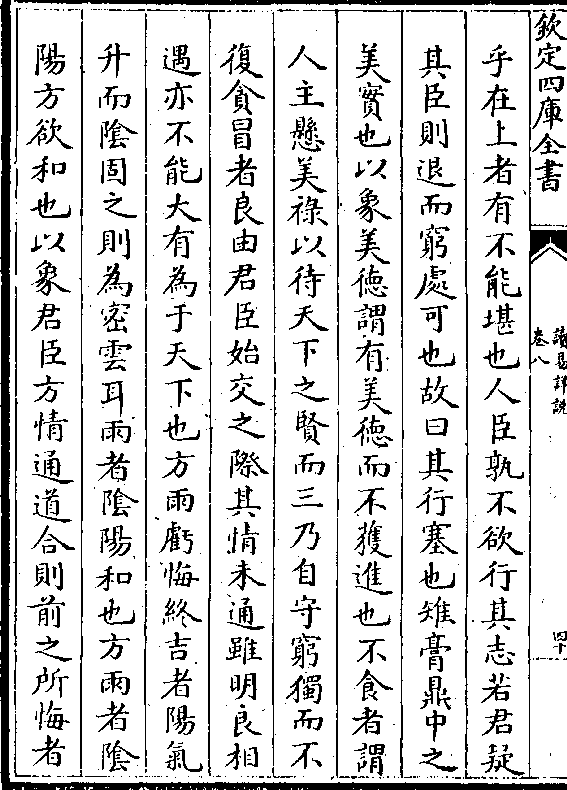 欽定四庫全書
讀易詳説
卷八
四十
乎在上者有不能堪也人臣孰不欲行其志若君疑
其臣則退而窮處可也故曰其行塞也雉膏鼎中之
美實也以象美徳謂有美徳而不獲進也不食者謂
人主懸美禄以待天下之賢而三乃自守窮獨而不
復貪冒者良由君臣始交之際其情未通雖明良相
遇亦不能大有為于天下也方雨虧悔終吉者陽氣
升而陰固之則為密雲耳雨者陰陽和也方雨者陰
陽方欲和也以象君臣方情通道合則前之所悔者